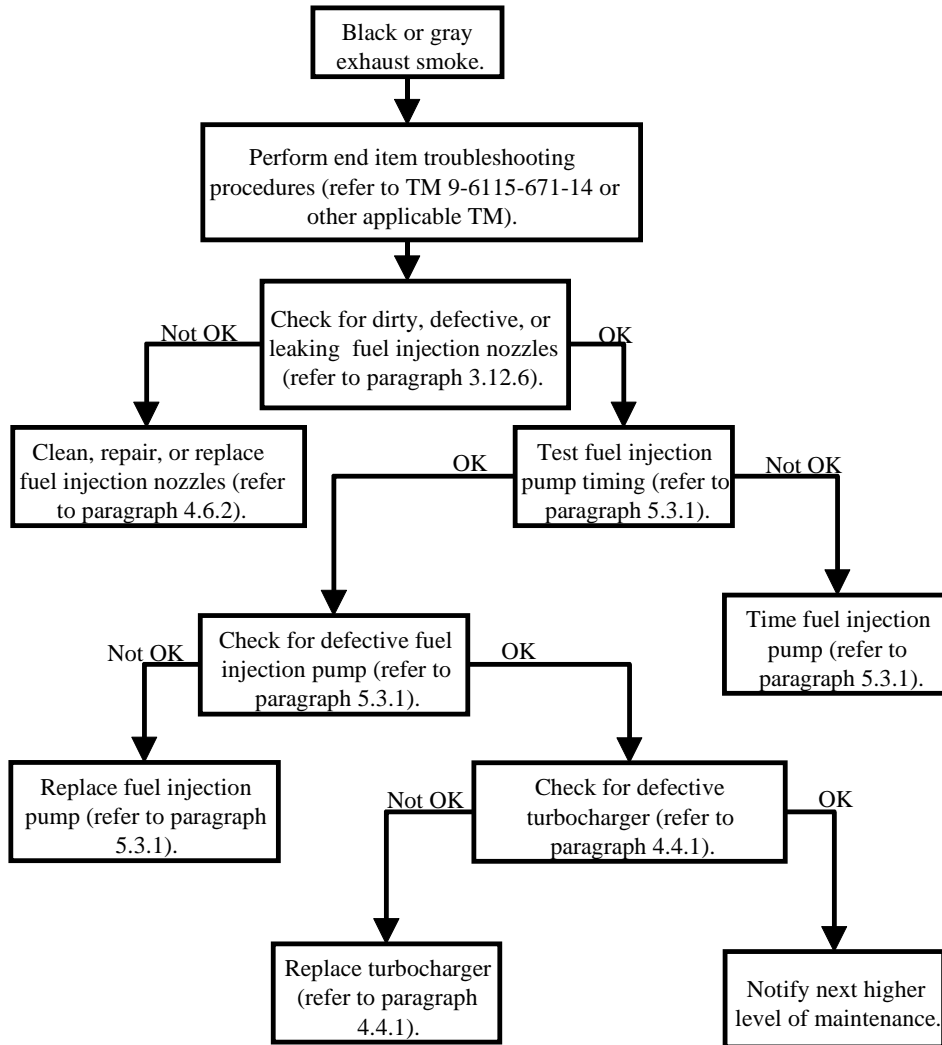 Black or gray
exhaust smoke.
Perform end item troubleshooting
procedures (refer to TM 9-6115-671-14 or
other applicable TM).
Not OK
Check for dirty, defective, or
leaking fuel injection nozzles
(refer to paragraph 3.12.6).
OK
Clean, repair, or replace
fuel injection nozzles (refer
to paragraph 4.6.2).
OK
Test fuel injection
pump timing (refer to
paragraph 5.3.1).
Not OK
Time fuel injection
pump (refer to
paragraph 5.3.1).
Not OK
Check for defective fuel
injection pump (refer to
paragraph 5.3.1).
OK
Replace fuel injection
pump (refer to paragraph
5.3.1).
Not OK
Check for defective
turbocharger (refer to
paragraph 4.4.1).
OK
Replace turbocharger
(refer to paragraph
4.4.1).
Notify next higher
level of maintenance.